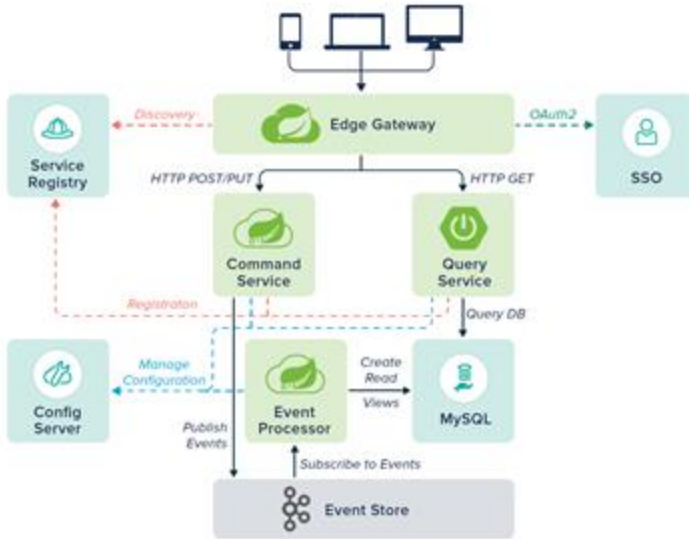 Discovery
Edge Gateway
OAuth2
Service
Registry
SSO
HTTP POST/PUT
HTTP GET
Command
Service
Query
Service
Registraton
Query DB
Manage
Configuration
Create
Read
Views
Config
Server
Event
Processor
MySQL
Publish
Events
Subscribe to Events
Event Store